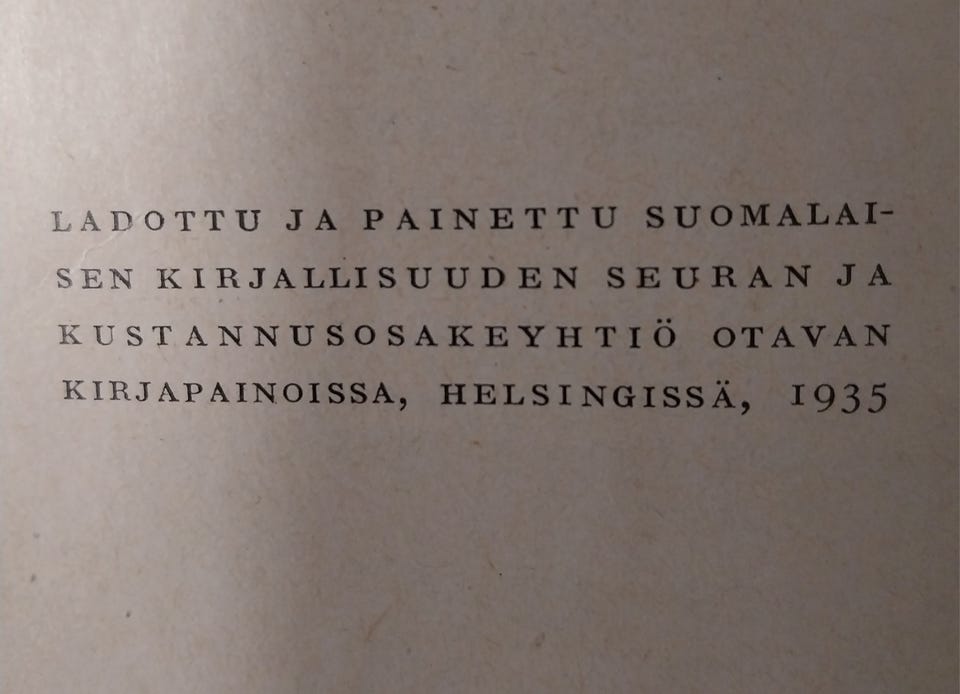 LADOTTU JA PAINETTU SUOMALAI-
SEN KIRJALLISUUDEN SEURAN JA
KUSTANNUSOSAKEYHTIÖ OTAVAN
KIRJAPAINOISSA, HELSINGISSÄ, 1935